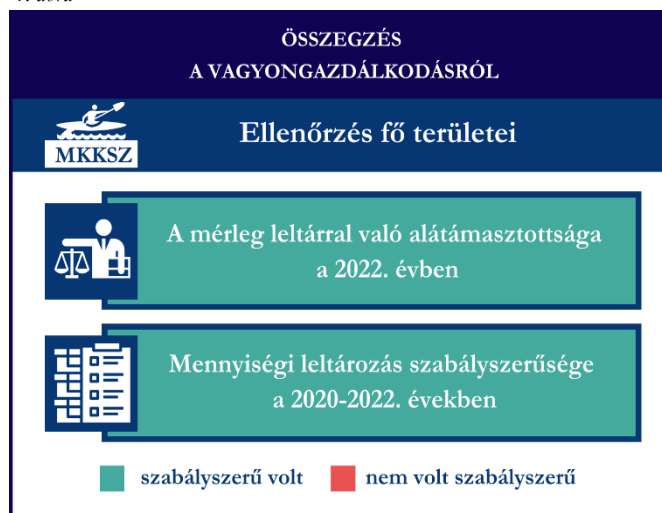 ÖSSZEGZÉS
A VAGYONGAZDÁLKODÁSRÓL
MKKSZ
Ellenőrzés fő területei
A mérleg leltárral való alátámasztottsága
a 2022. évben
Mennyiségi leltározás szabályszerűsége
a 2020-2022. években
szabályszerű volt
nem volt szabályszerű